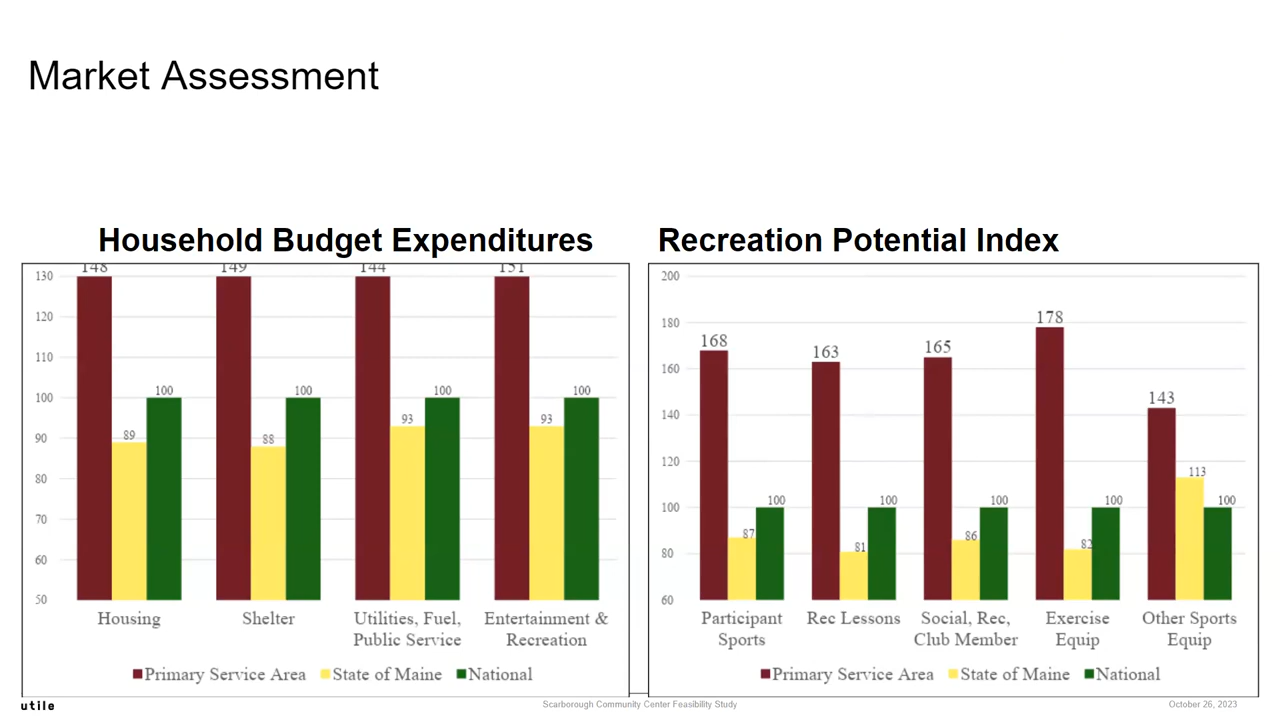 Market Assessment
Household Budget Expenditures
148 149 144 151
130
120
110
100
90
80
70
60
50
89 100 88 100 93 100 93 100
Housing Shelter Utilities, Fuel, Entertainment &
Public Service Recreation
Primary Service Area State of Maine National
Recreation Potential Index
200
180
160
140
120
100
80
60
168 87 100 163 81 100 165 86 100 178 82 100 143 113 100
Participant Rec Lessons Social, Rec, Exercise Other Sports
Sports Club Member Equip Equip
Primary Service Area State of Maine National
utile
Scarborough Community Center Feasibility Study
October 26, 2023